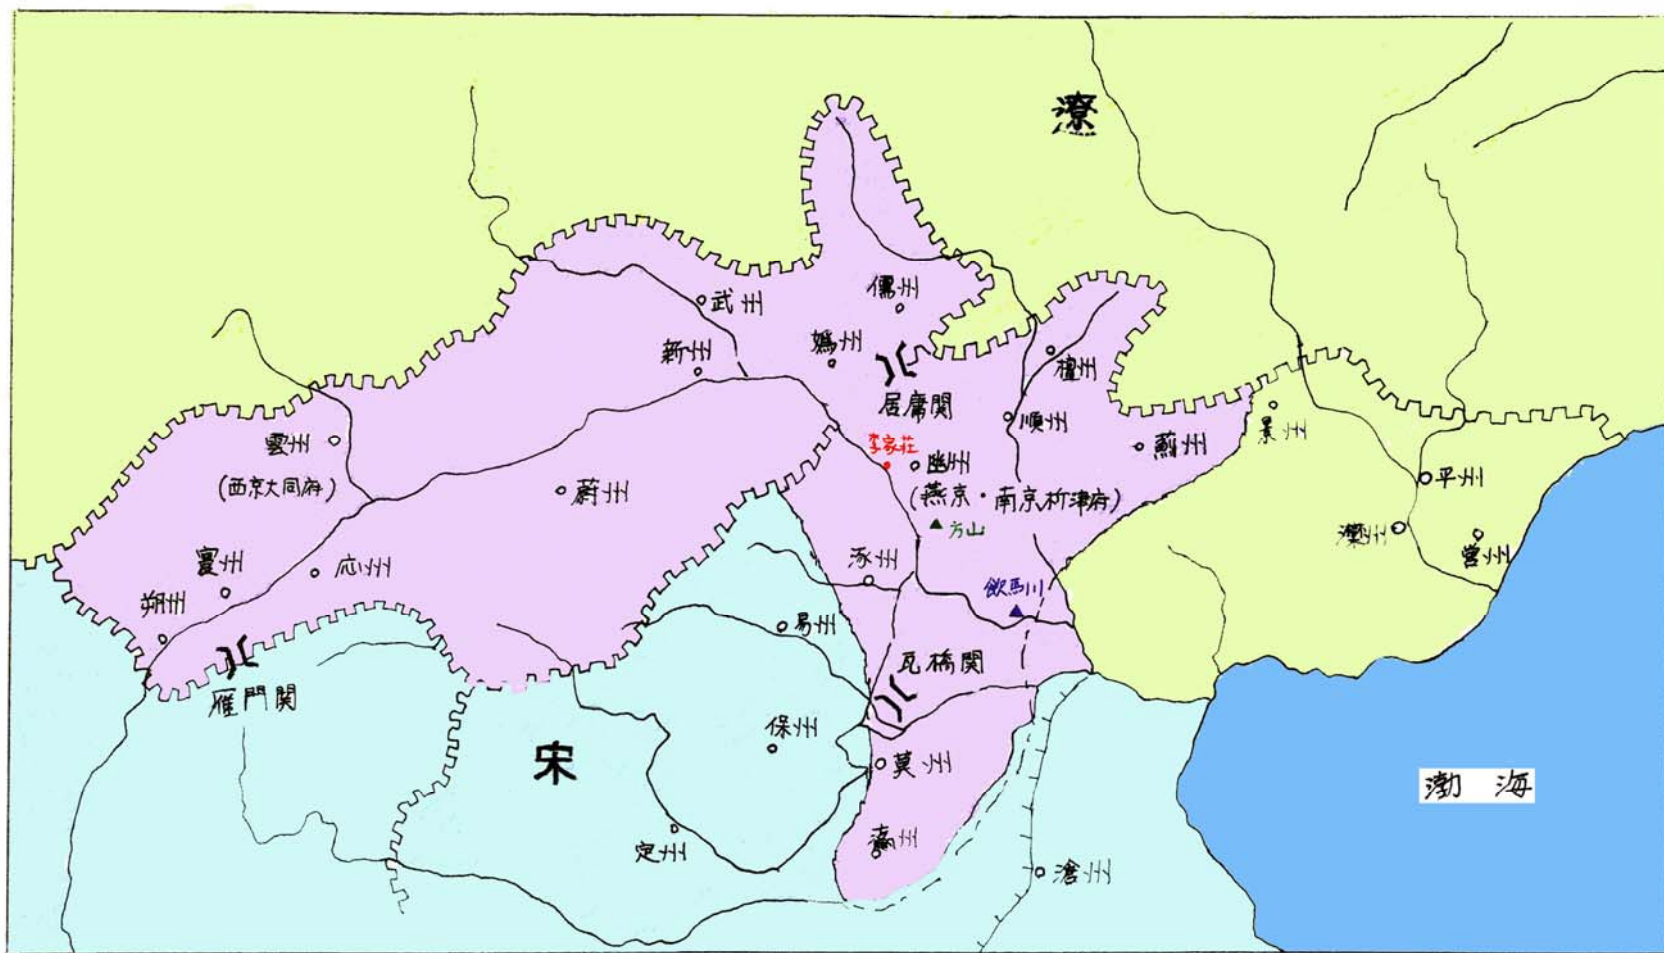 潦
儒州
武州
媯州
新州
檀州
居庸関
順州
景州
雲州
李家荘
薊州
幽州
平州
(西京大同府)
蔚州
(燕京・南京析津府)
方山
灤州
営州
涿州
寰州
応州
飲馬川
朔州
易州
瓦橋関
雁門関
保州
宋
莫州
渤海
瀛州
定州
滄州